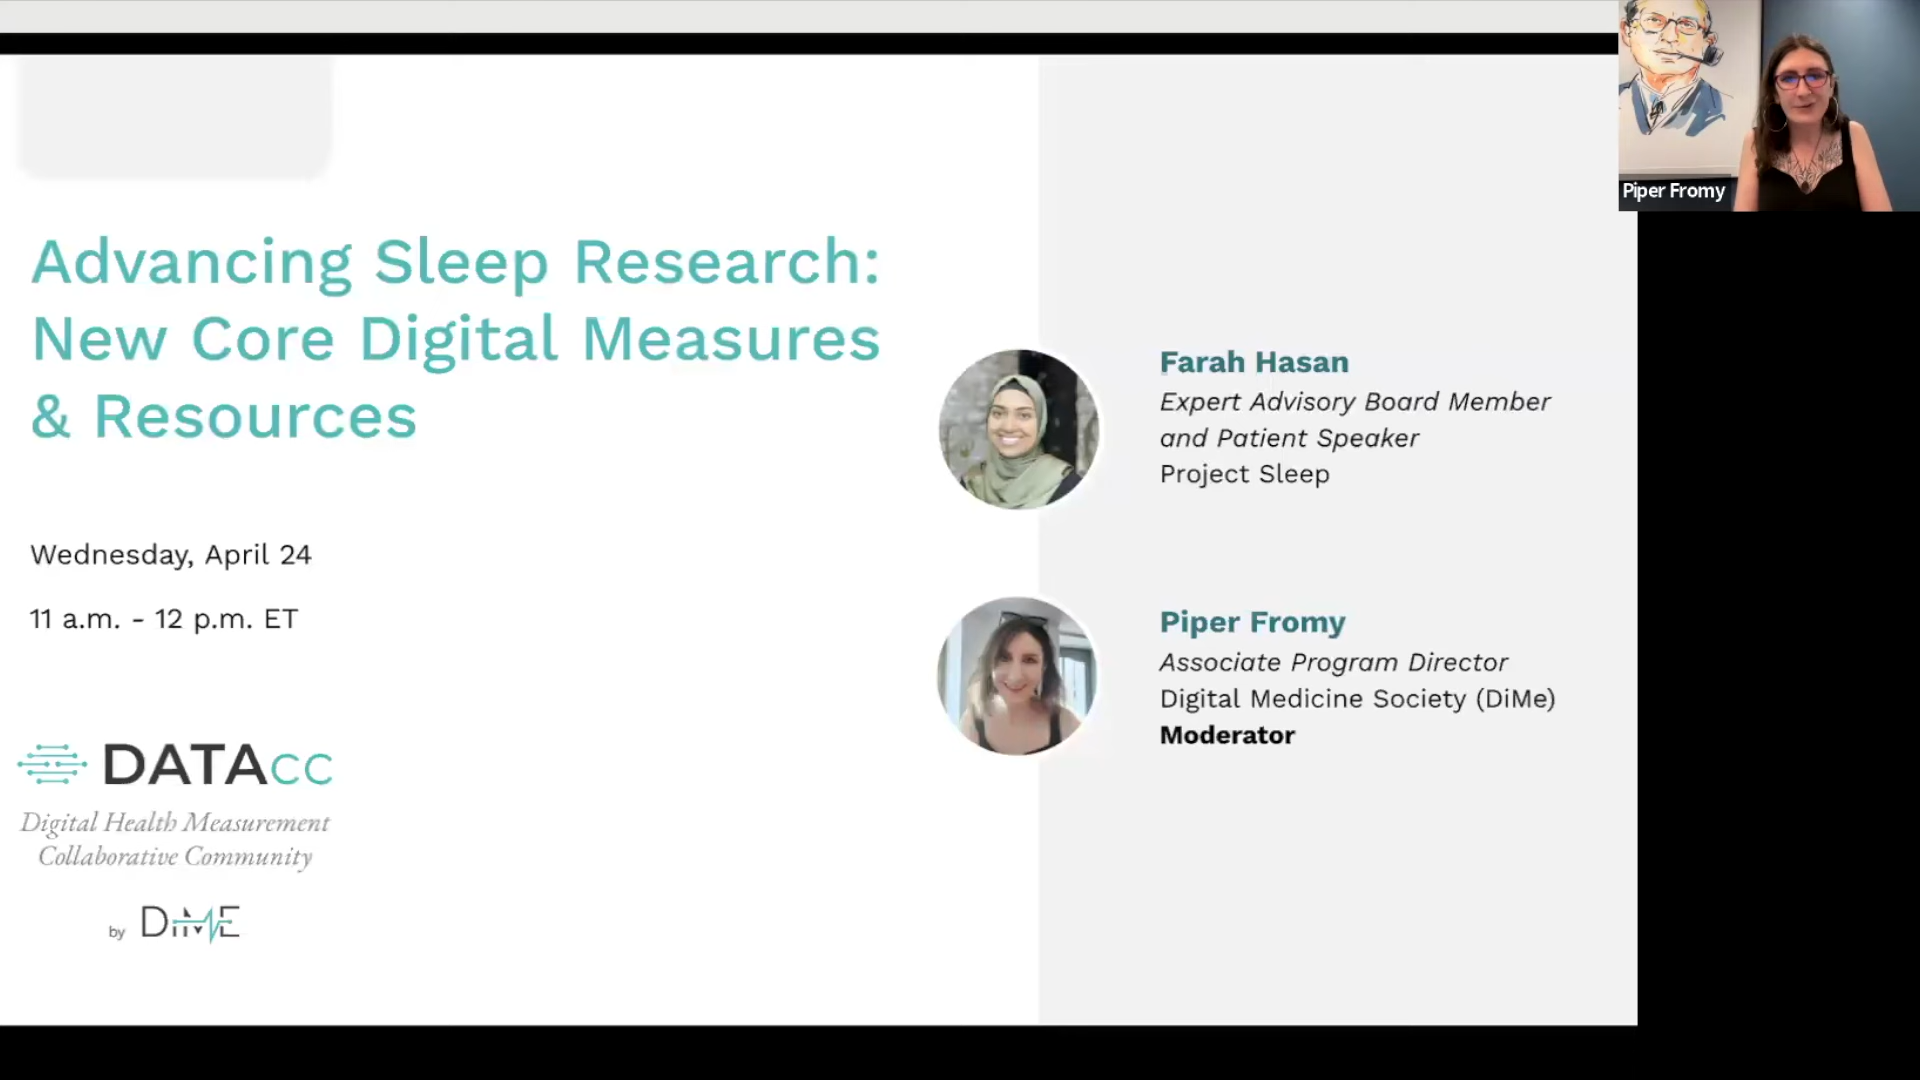 Advancing Sleep Research:
New Core Digital Measures
& Resources
Wednesday, April 24
11 a.m. - 12 p.m. ET
DATAcc
Digital Health Measurement
Collaborative Community
by DiMe
Farah Hasan
Expert Advisory Board Member
and Patient Speaker
Project Sleep
Piper Fromy
Associate Program Director
Digital Medicine Society (DiMe)
Moderator
Piper Fromy